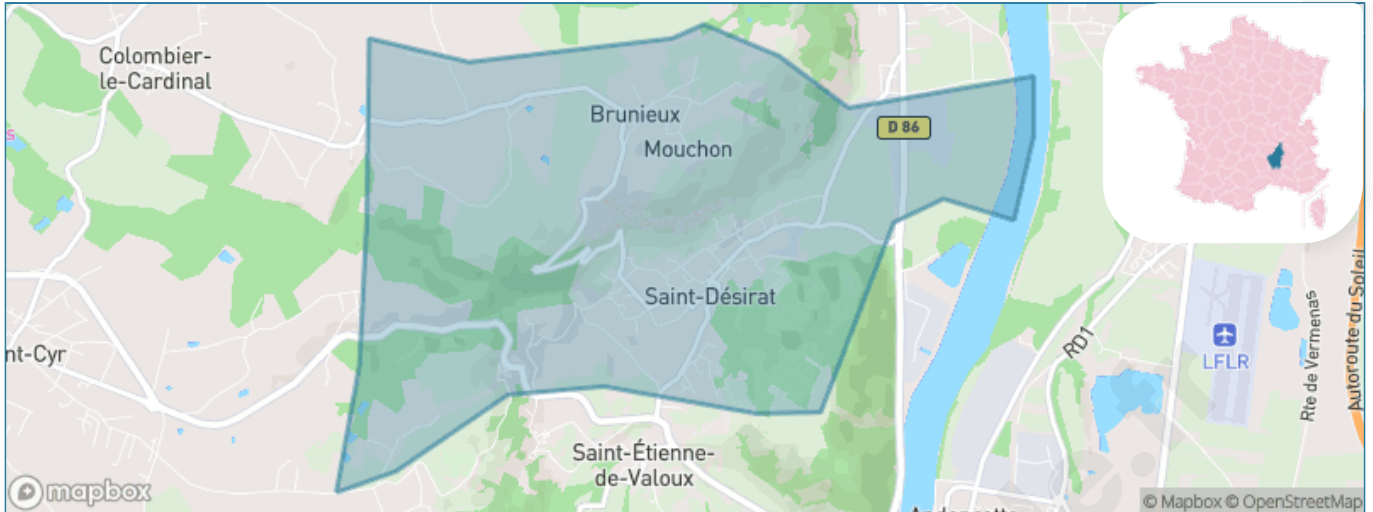 Colombier-
le-Cardinal
Brunieux
Mouchon
D 86
s
Saint-Désirat
nt-Cyr
RD1
LFLR
Rte de Vermenas
Autoroute du Soleil
Saint-Étienne-
de-Valoux
mapbox
© Mapbox © OpenStreetMap